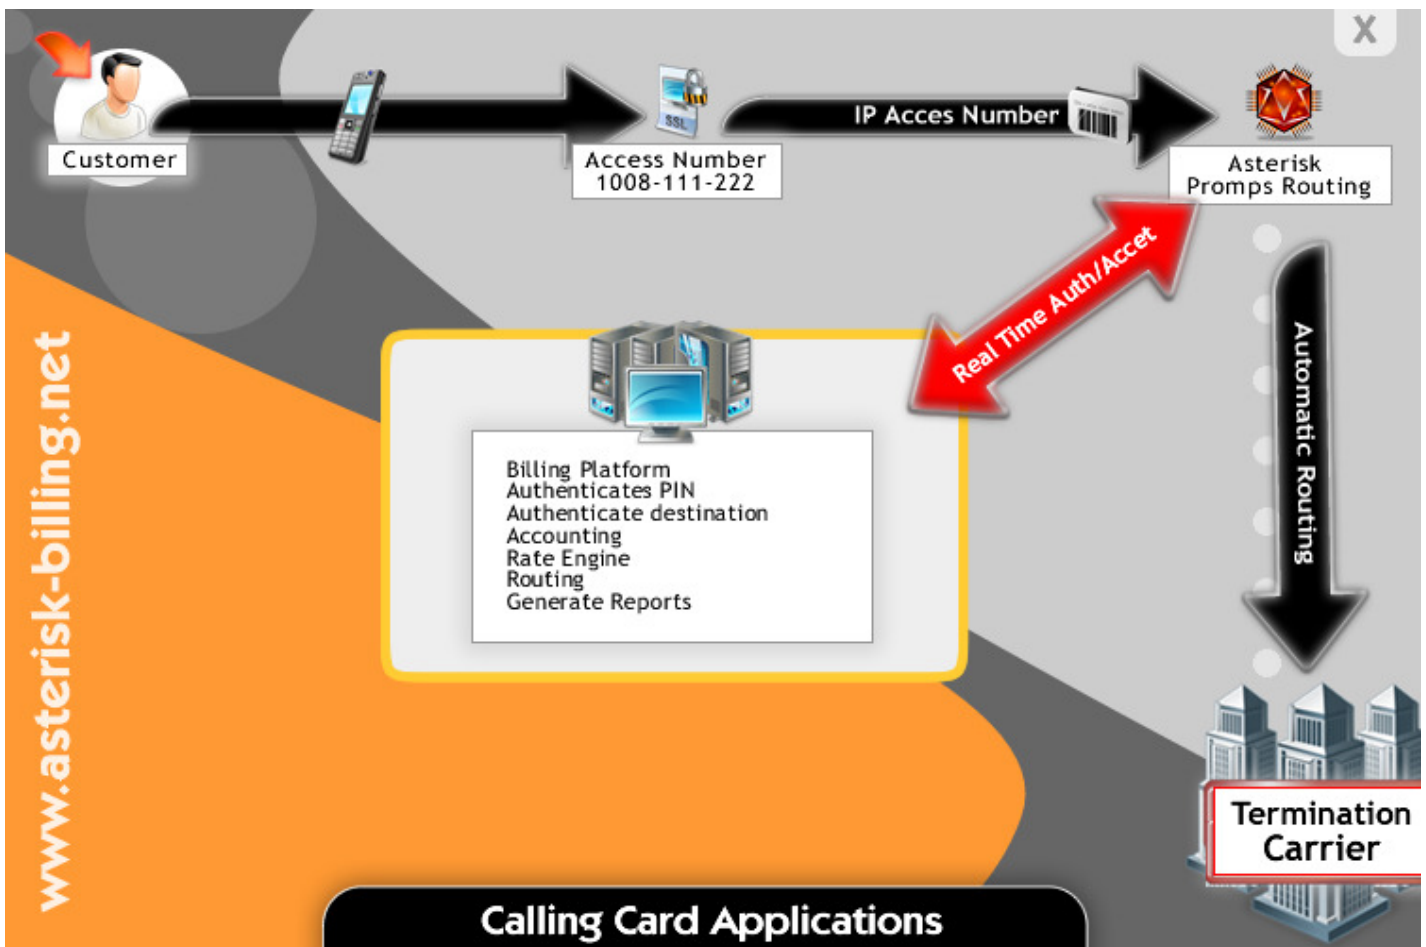 X
Customer
SSL
Access Number
1008-111-222
IP Acces Number
Asterisk
Promps Routing
Real Time Auth/Accet
Automatic Routing
Billing Platform
Authenticates PIN
Authenticate destination
Accounting
Rate Engine
Routing
Generate Reports
www.asterisk-billing.net
Termination
Carrier
Calling Card Applications